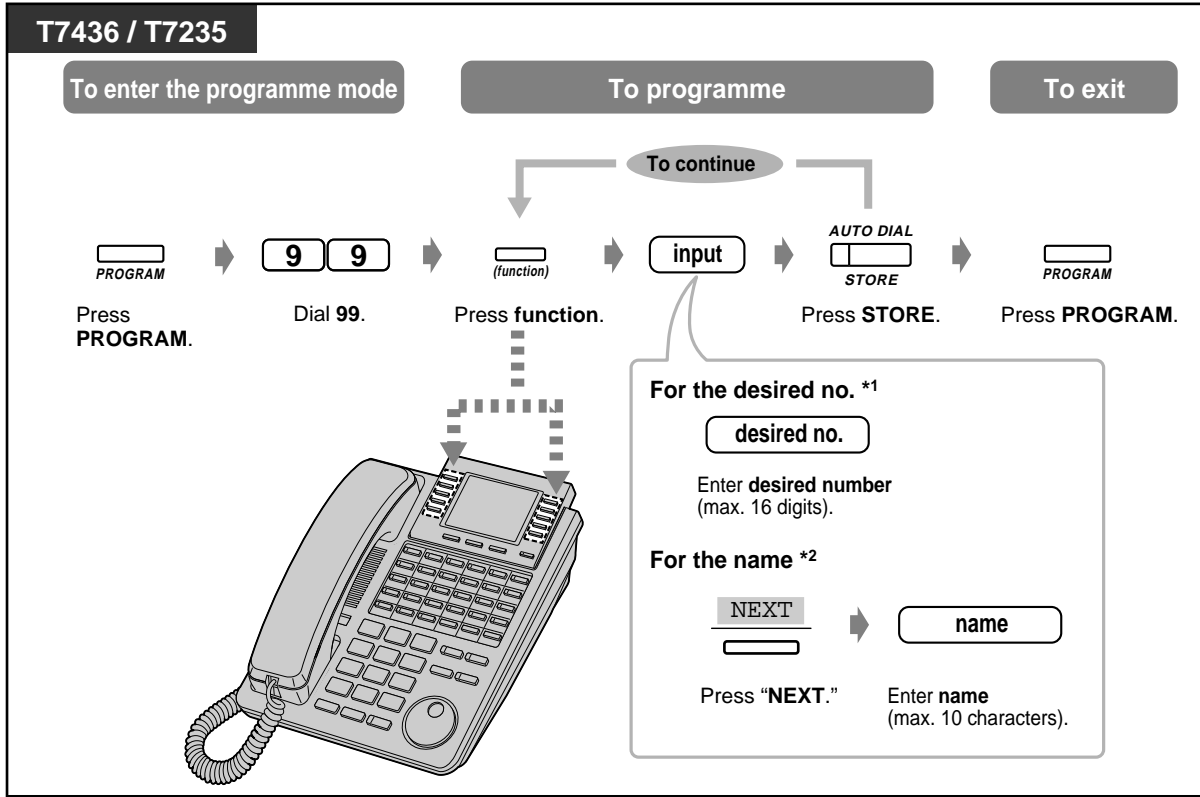 T7436 / T7235
To enter the programme mode
To programme
To exit
To continue
PROGRAM
9 9
(function)
input
AUTO DIAL
STORE
PROGRAM
Press
PROGRAM.
Dial 99.
Press function.
Press STORE.
Press PROGRAM.
For the desired no. *1
desired no.
Enter desired number
(max. 16 digits).
For the name *2
NEXT
name
Press “NEXT.”
Enter name
(max. 10 characters).